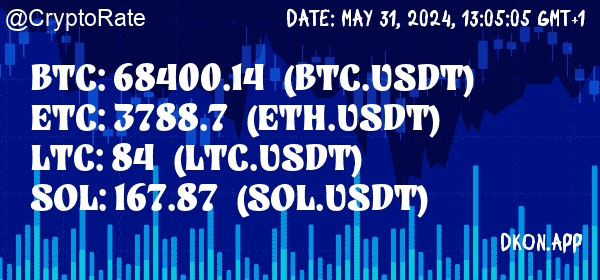 @CryptoRate
DATE: MAY 31, 2024, 13:05:05 GMT+1
BTC: 68400.14 (BTC.USDT)
ETC: 3788.7 (ETH.USDT)
LTC: 84 (LTC.USDT)
SOL: 167.87 (SOL.USDT)
DKON.APP